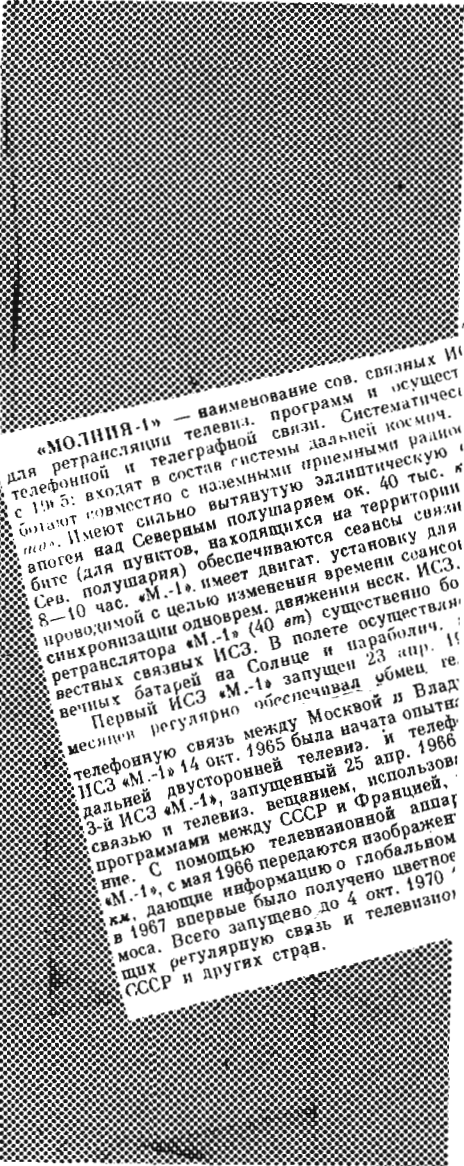 «МОЛНИЯ-1» — наименование сов. связных
для ретрансляции телевиз. программ и осущест
телефонной и телеграфной связи. Систематичес
с 1965; входят в состав системы дальней космич.
ботают совместно с наземными приемными радиос
Имеют сильно вытянутую эллиптическую
апогея над Северным полушарием ок. 40 тыс.
бите (для пунктов, находящихся на территории
Сев. полушария) обеспечиваются сеансы связи
8—10 час. «М.-1». имеет двигат. установку для
проводимой с целью изменения времени сеансов
синхронизации одноврем. движения неск. ИСЗ.
ретранслятора «М.-1» (40 вт) существенно бо
вестных связных ИСЗ. В полете осуществляе
нечных батарей на Солнце и параболич.
Первый ИСЗ «М.-1» запущен 23 апр. 19
месяцев регулярно обеспечивал обмен те
телефонную связь между Москвой и Влад
ИСЗ «М.-1» 14 окт. 1965 была начата опытна
дальней двусторонней телевиз. и телеф
3-й ИСЗ «М.-1», запущенный 25 апр. 1966
связью и телевиз. вещанием, использова
программами между СССР и Францией,
ние. С помощью телевизионной аппар
«М.-1», с мая 1966 передаются изображен
км, дающие информацию о глобальном
в 1967 впервые было получено цветное
моса. Всего запущено до 4 окт. 1970
щих регулярную связь и телевизион
СССР и других стран.